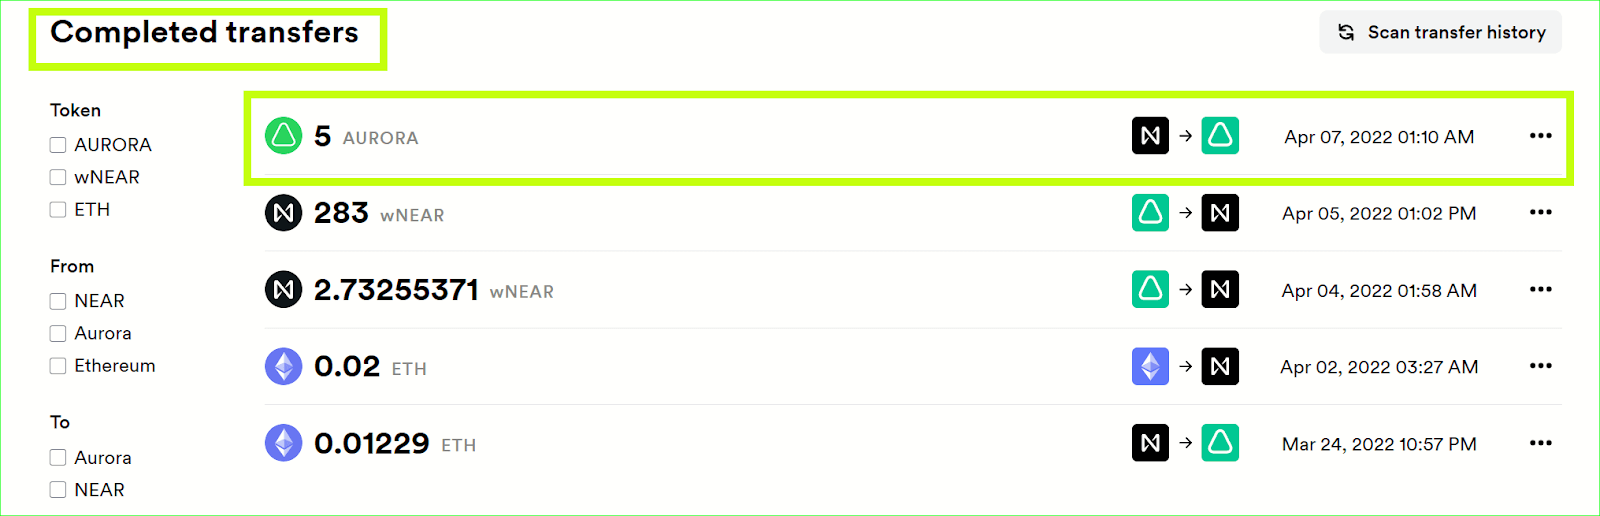 Completed transfers
Scan transfer history
Token
AURORA
wNEAR
ETH
From
NEAR
Aurora
Ethereum
To
Aurora
NEAR
5 AURORA Apr 07, 2022 01:10 AM
283 wNEAR Apr 05, 2022 01:02 PM
2.73255371 wNEAR Apr 04, 2022 01:58 AM
0.02 ETH Apr 02, 2022 03:27 AM
0.01229 ETH Mar 24, 2022 10:57 PM